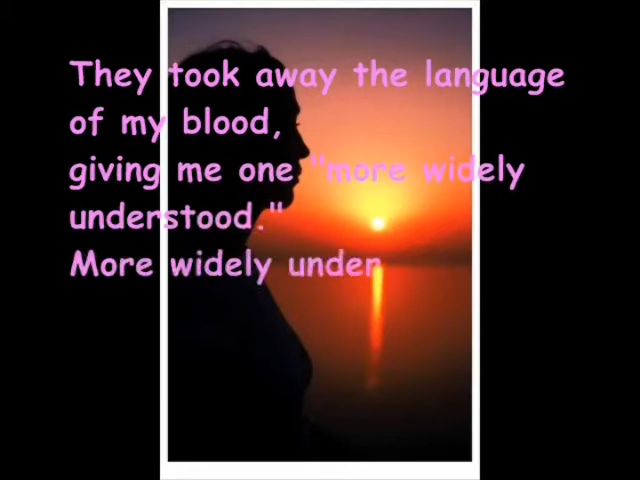 They took away the language
of my blood,
giving me one "more widely
understood."
More widely under